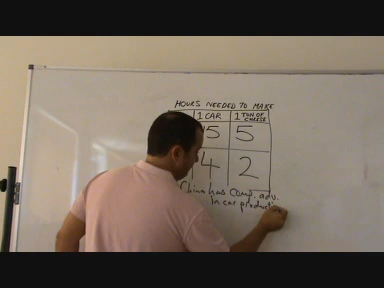 HOURS NEEDED TO MAKE
1 CAR 1 TON OF CHEESE
5 5
4 2
China has Comp. adv.
In car producti